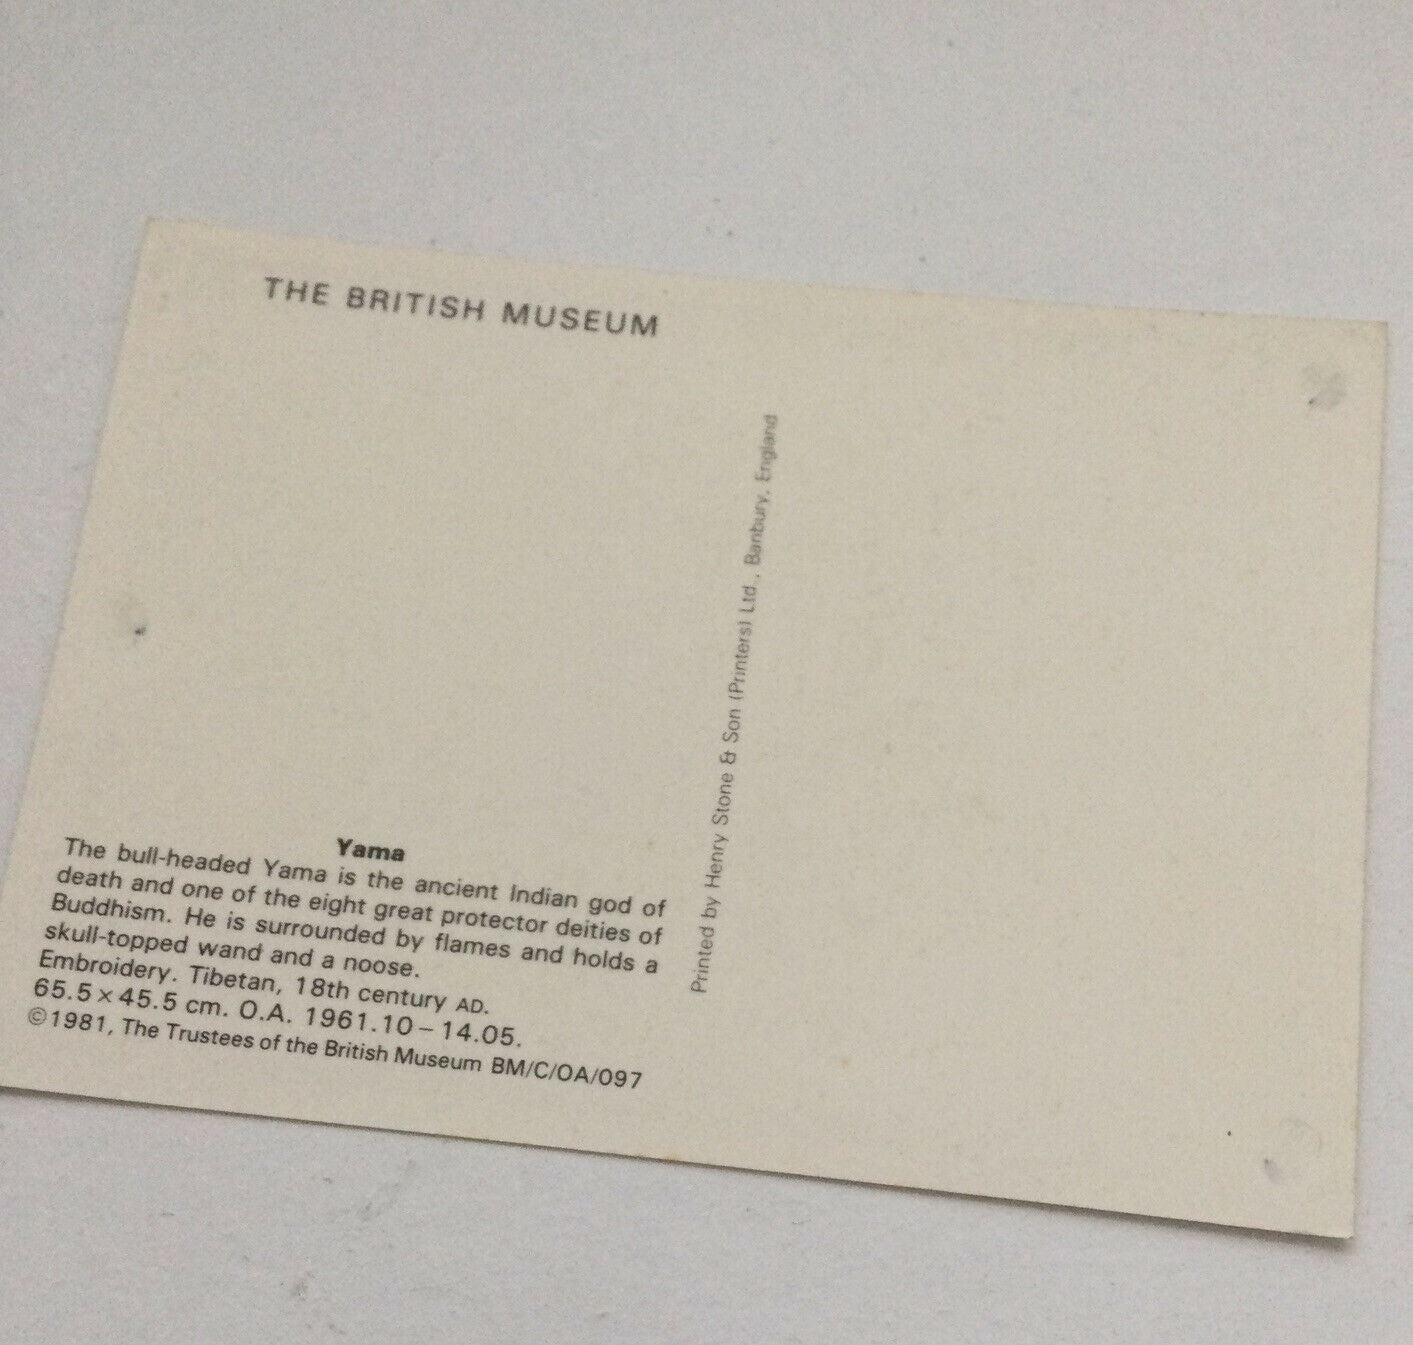 THE BRITISH MUSEUM
Printed by Henry Stone & Son (Printers) Ltd., Banbury, England
Yama
The bull-headed Yama is the ancient Indian god of
death and one of the eight great protector deities of
Buddhism. He is surrounded by flames and holds a
skull-topped wand and a noose.
Embroidery. Tibetan, 18th century AD.
65.5 × 45.5 cm. O.A. 1961.10 – 14.05.
©1981, The Trustees of the British Museum BM/C/OA/097